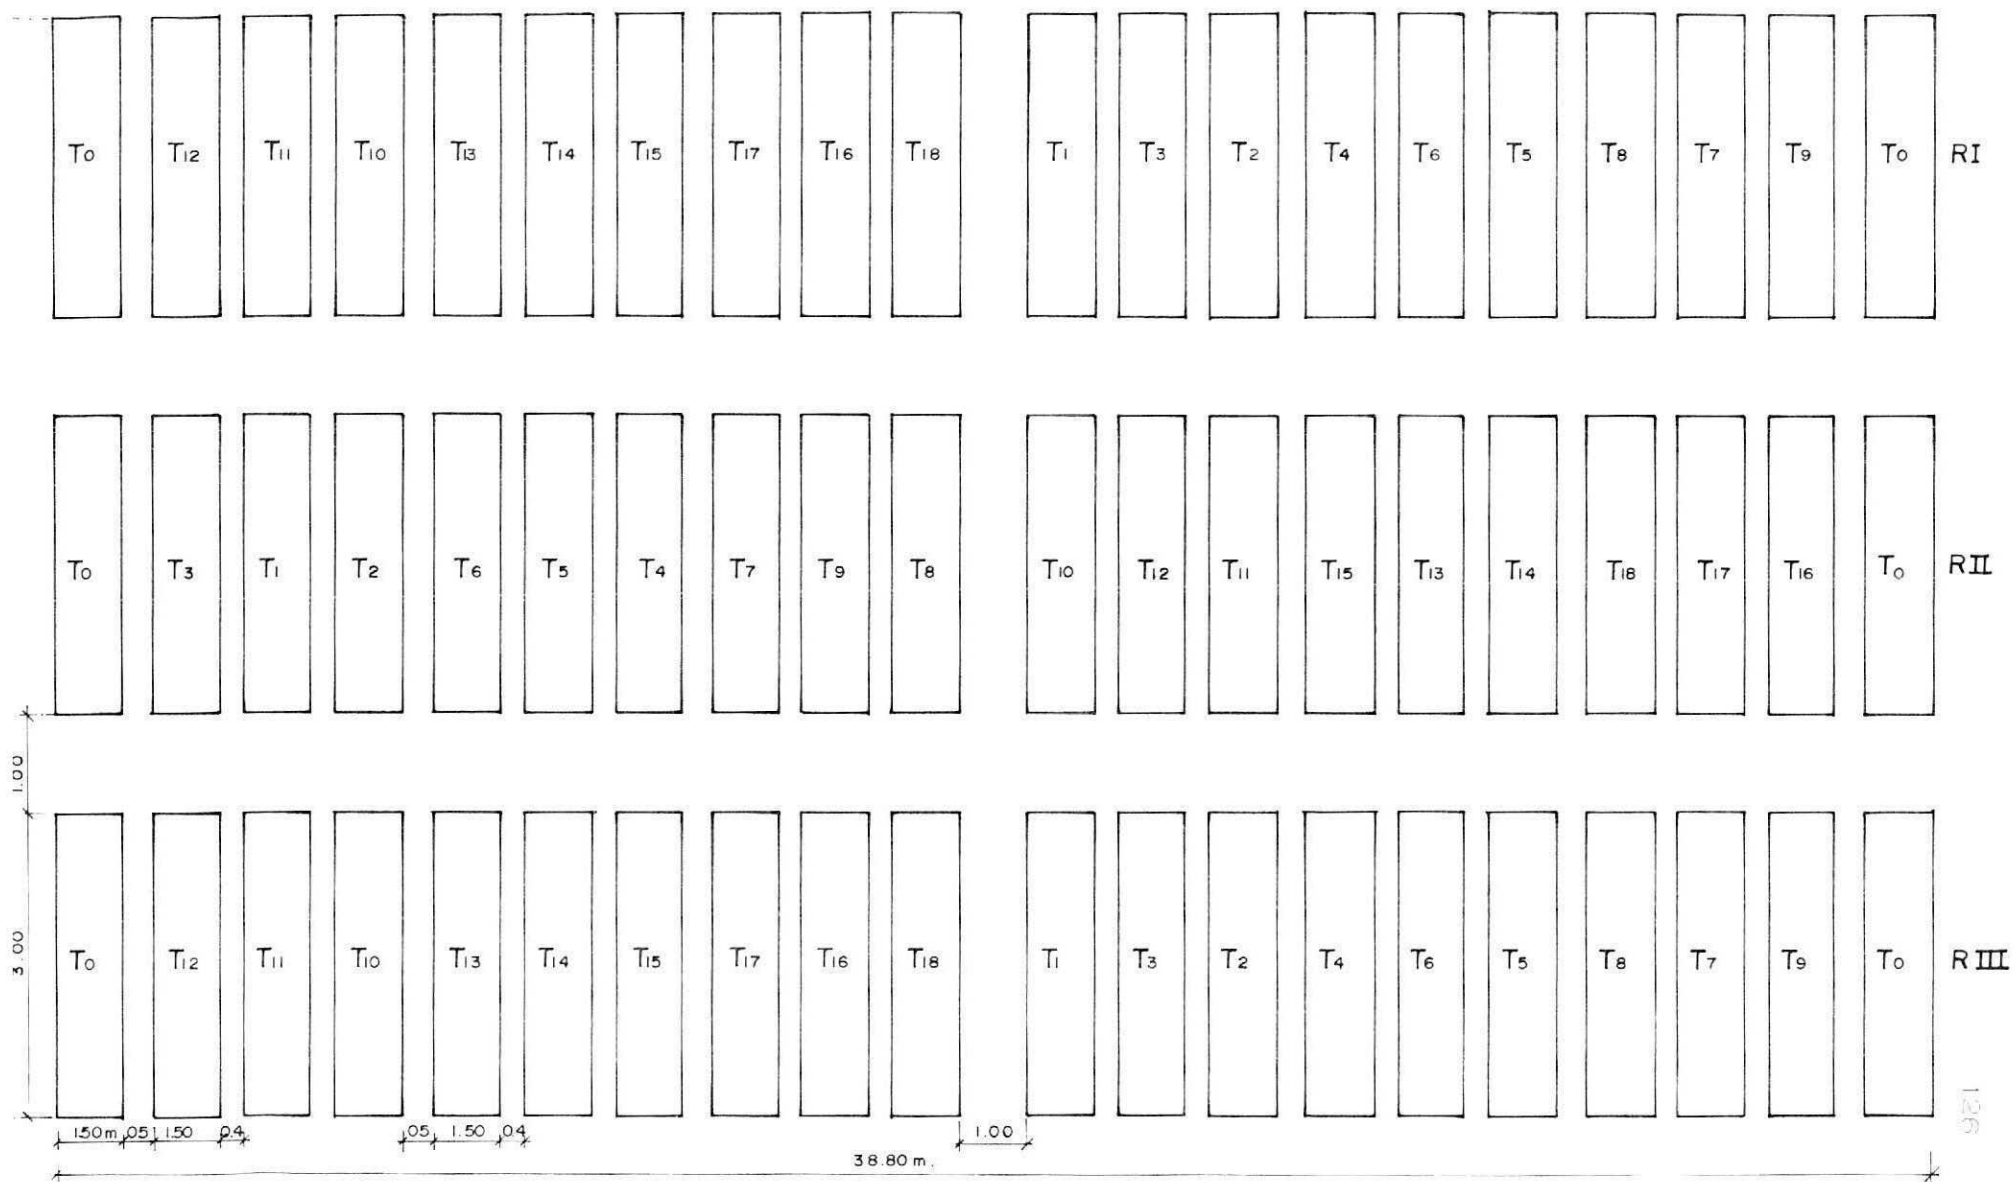 T0 T12 T11 T10 T13 T14 T15 T17 T16 T18 T1 T3 T2 T4 T6 T5 T8 T7 T9 T0 RI
T0 T3 T1 T2 T6 T5 T4 T7 T9 T8 T10 T12 T11 T15 T13 T14 T18 T17 T16 T0 RII
1.00
T0 T12 T11 T10 T13 T14 T15 T17 T16 T18 T1 T3 T2 T4 T6 T5 T8 T7 T9 T0 RIII
3.00
126
1.50m 0.5 1.50 0.4 0.5 1.50 0.4 1.00
38.80 m.